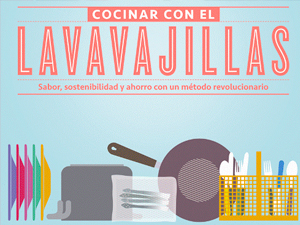 COCINAR CON EL
LAVAVAJILLAS
Sabor, sostenibilidad y ahorro con un método revolucionario